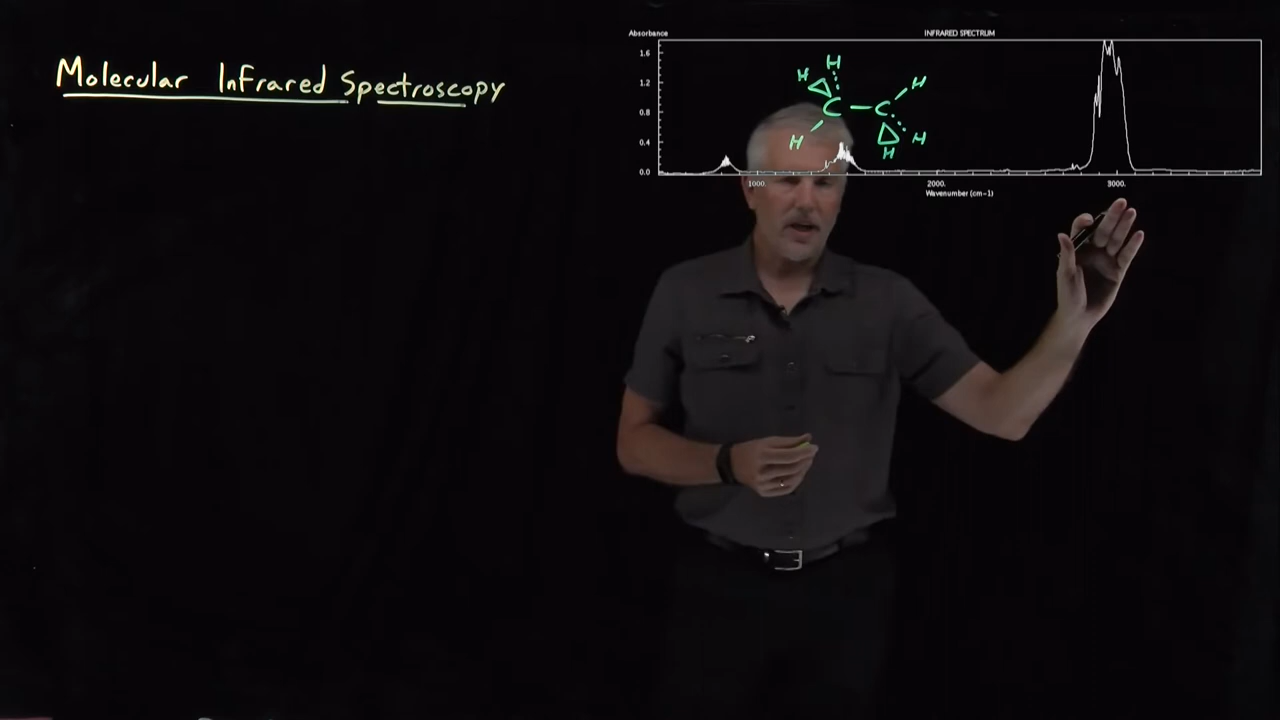 Molecular Infrared Spectroscopy
Absorbance
INFRARED SPECTRUM
1.6
1.2
0.8
0.4
0.0
H
H
H
C — C
H
H
H
1000.
2000.
3000.
Wavenumber (cm-1)